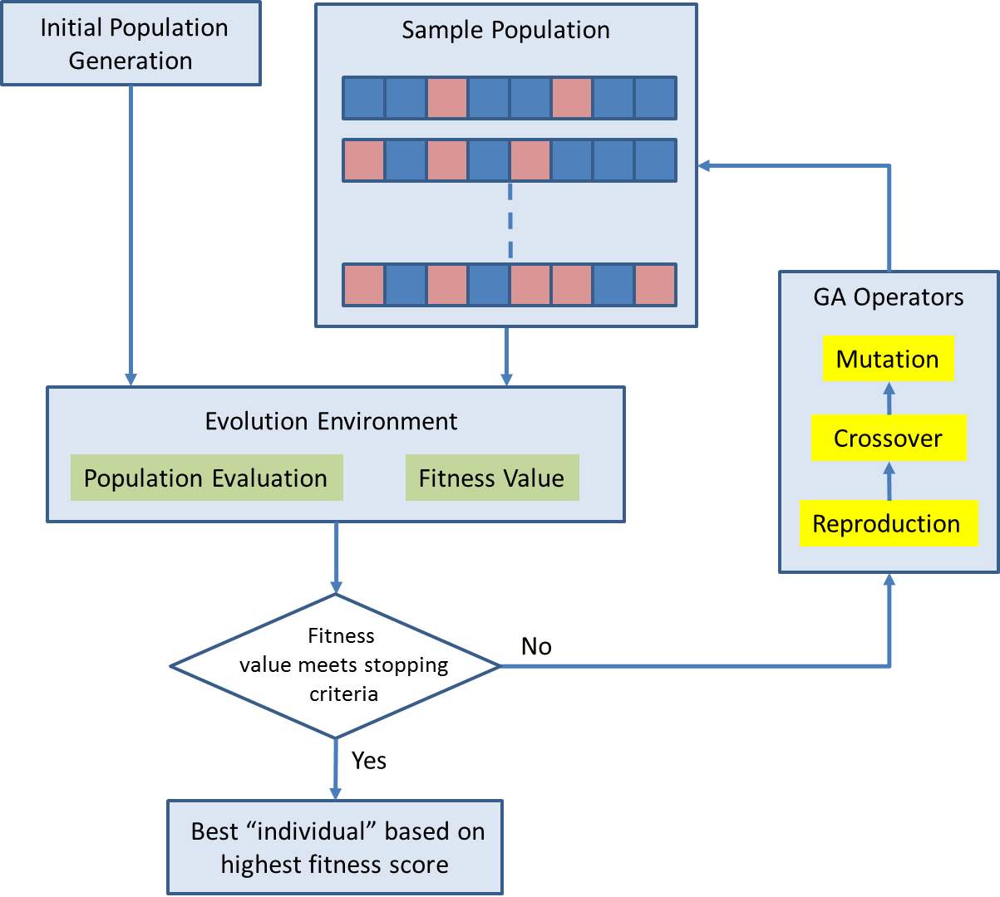 Initial Population
Generation
Sample Population
GA Operators
Mutation
Crossover
Reproduction
Evolution Environment
Population Evaluation
Fitness Value
Fitness
value meets stopping
criteria
No
Yes
Best “individual” based on
highest fitness score